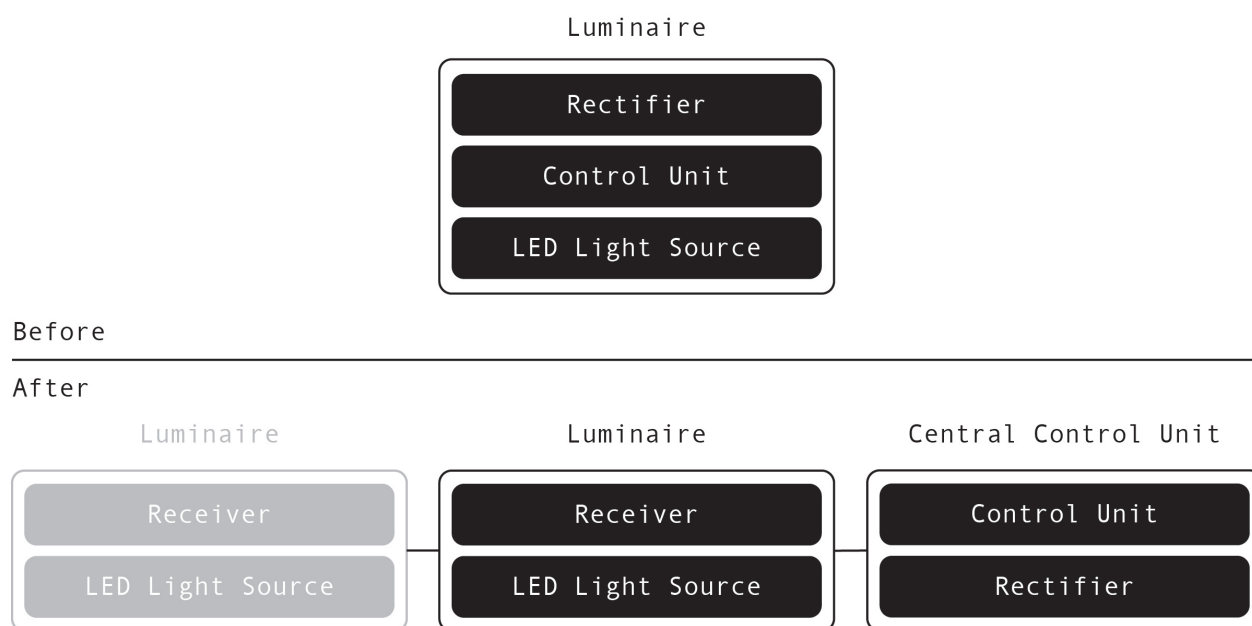 Luminaire
Rectifier
Control Unit
LED Light Source
Before
After
Luminaire
Receiver
LED Light Source
Luminaire
Receiver
LED Light Source
Central Control Unit
Control Unit
Rectifier